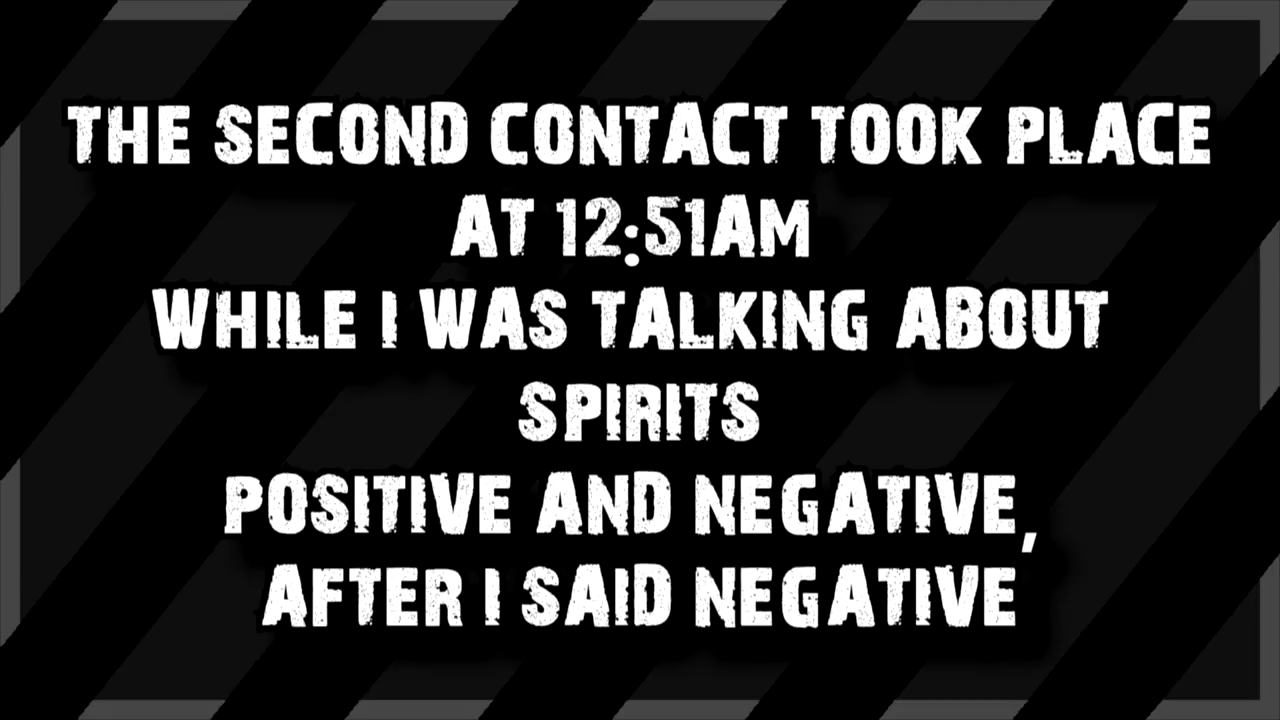 THE SECOND CONTACT TOOK PLACE
AT 12:51AM
WHILE I WAS TALKING ABOUT
SPIRITS
POSITIVE AND NEGATIVE,
AFTER I SAID NEGATIVE